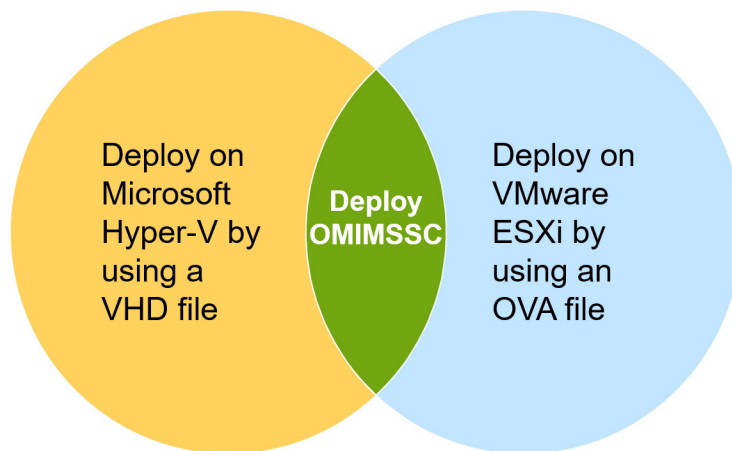 Deploy on
Microsoft
Hyper-V by
using a
VHD file
Deploy
OMIMSSC
Deploy on
VMware
ESXi by
using an
OVA file